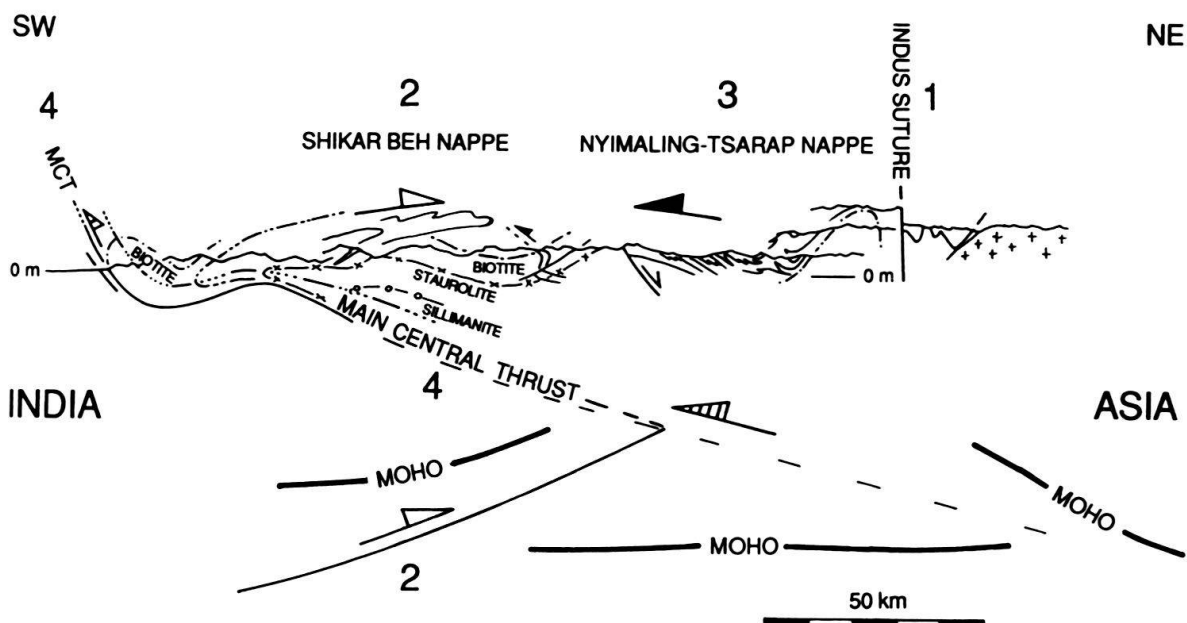 SW
NE
4
2
3
1
INDUS SUTURE
MCT
SHIKAR BEH NAPPE
NYIMALING-TSARAP NAPPE
0 m
BIOTITE
BIOTITE
STAUROLITE
SILLIMANITE
0 m
MAIN CENTRAL THRUST
4
INDIA
ASIA
MOHO
MOHO
MOHO
2
50 km